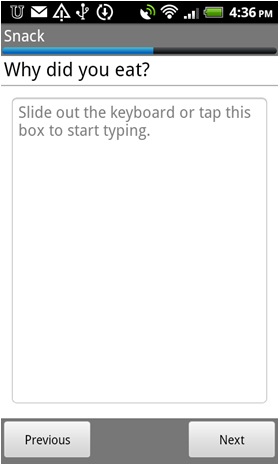 4:36 PM
Snack
Why did you eat?
Slide out the keyboard or tap this
box to start typing.
Previous
Next